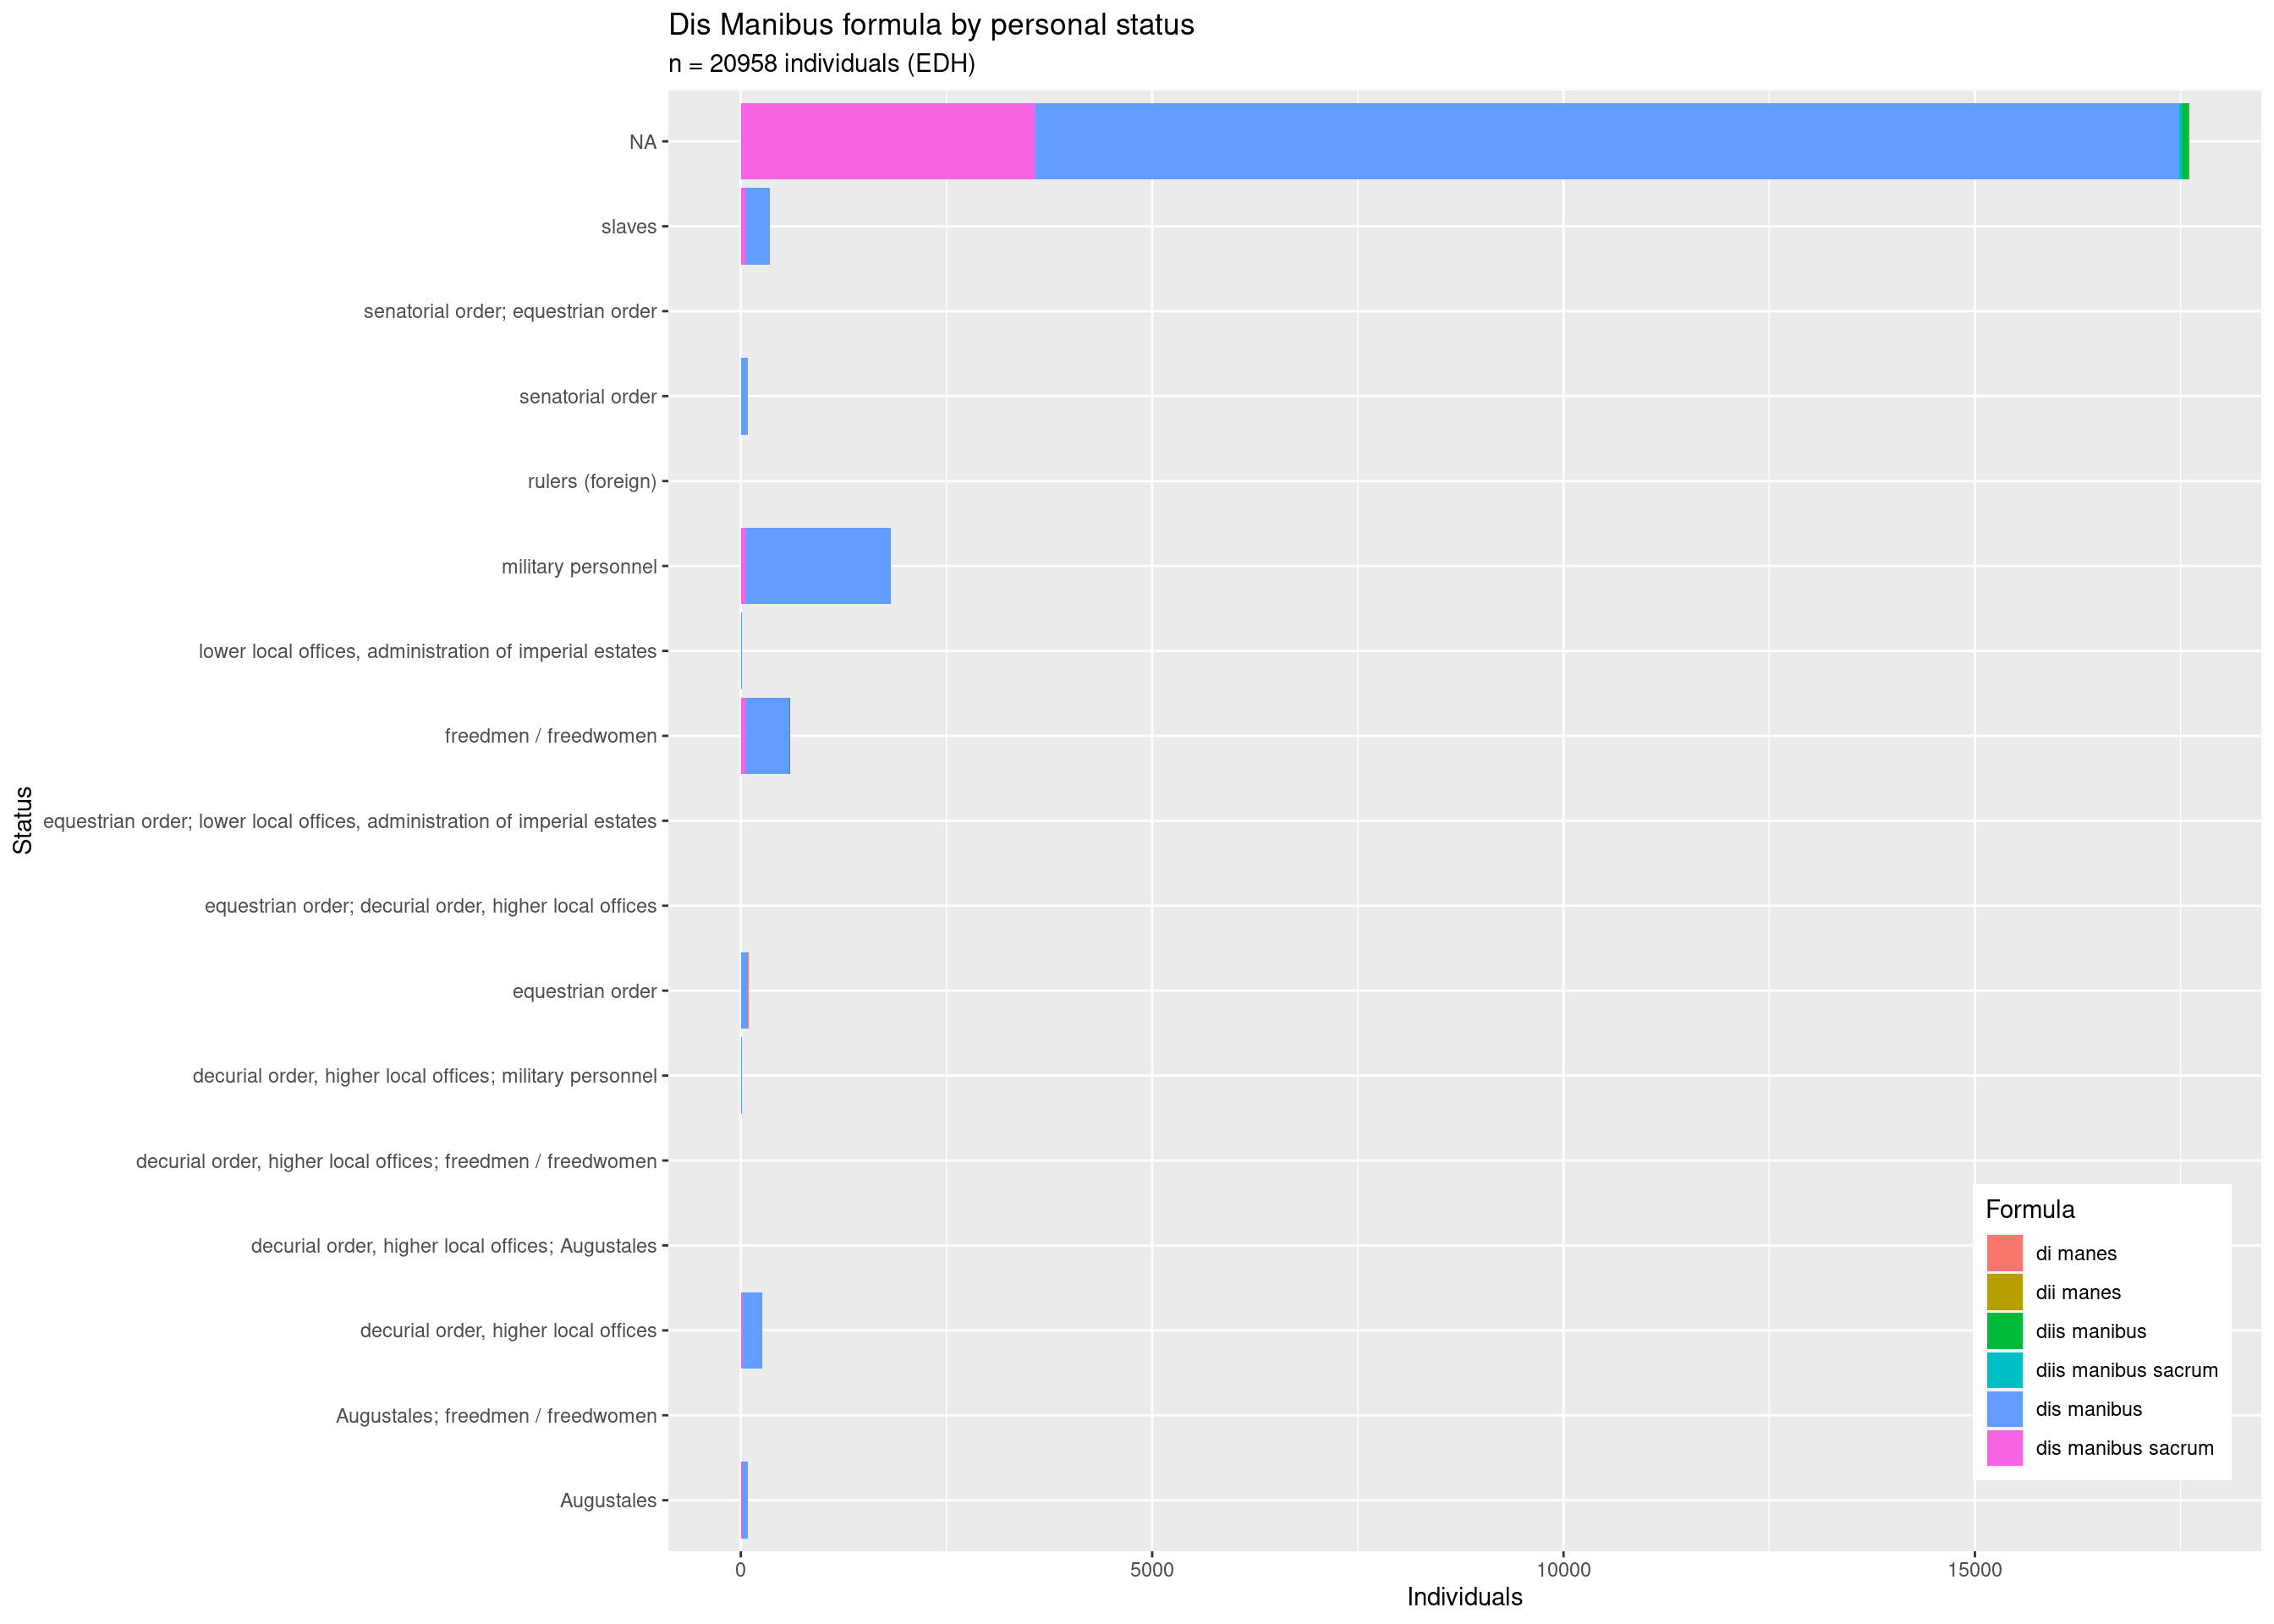 Dis Manibus formula by personal status
n = 20958 individuals (EDH)
Status
NA
slaves
senatorial order; equestrian order
senatorial order
rulers (foreign)
military personnel
lower local offices, administration of imperial estates
freedmen / freedwomen
equestrian order; lower local offices, administration of imperial estates
equestrian order; decurial order, higher local offices
equestrian order
decurial order, higher local offices; military personnel
decurial order, higher local offices; freedmen / freedwomen
decurial order, higher local offices; Augustales
decurial order, higher local offices
Augustales; freedmen / freedwomen
Augustales
Formula
di manes
dii manes
diis manibus
diis manibus sacrum
dis manibus
dis manibus sacrum
0 5000 10000 15000
Individuals